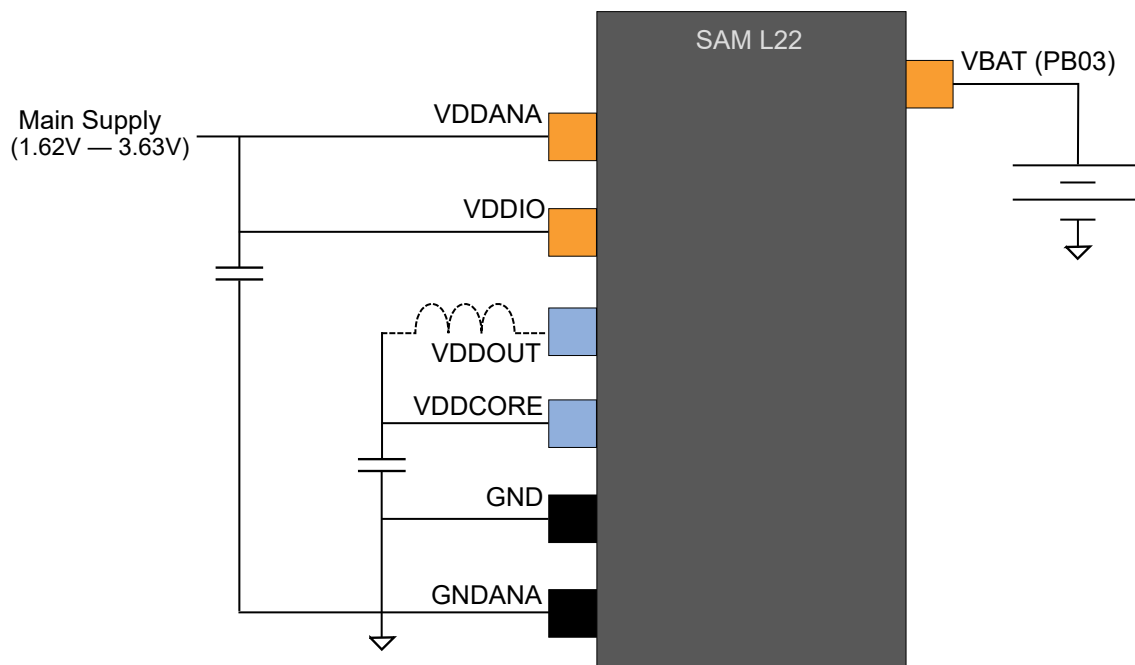 SAM L22
VBAT (PB03)
VDDANA
Main Supply
(1.62V — 3.63V)
VDDIO
VDDOUT
VDDCORE
GND
GNDANA